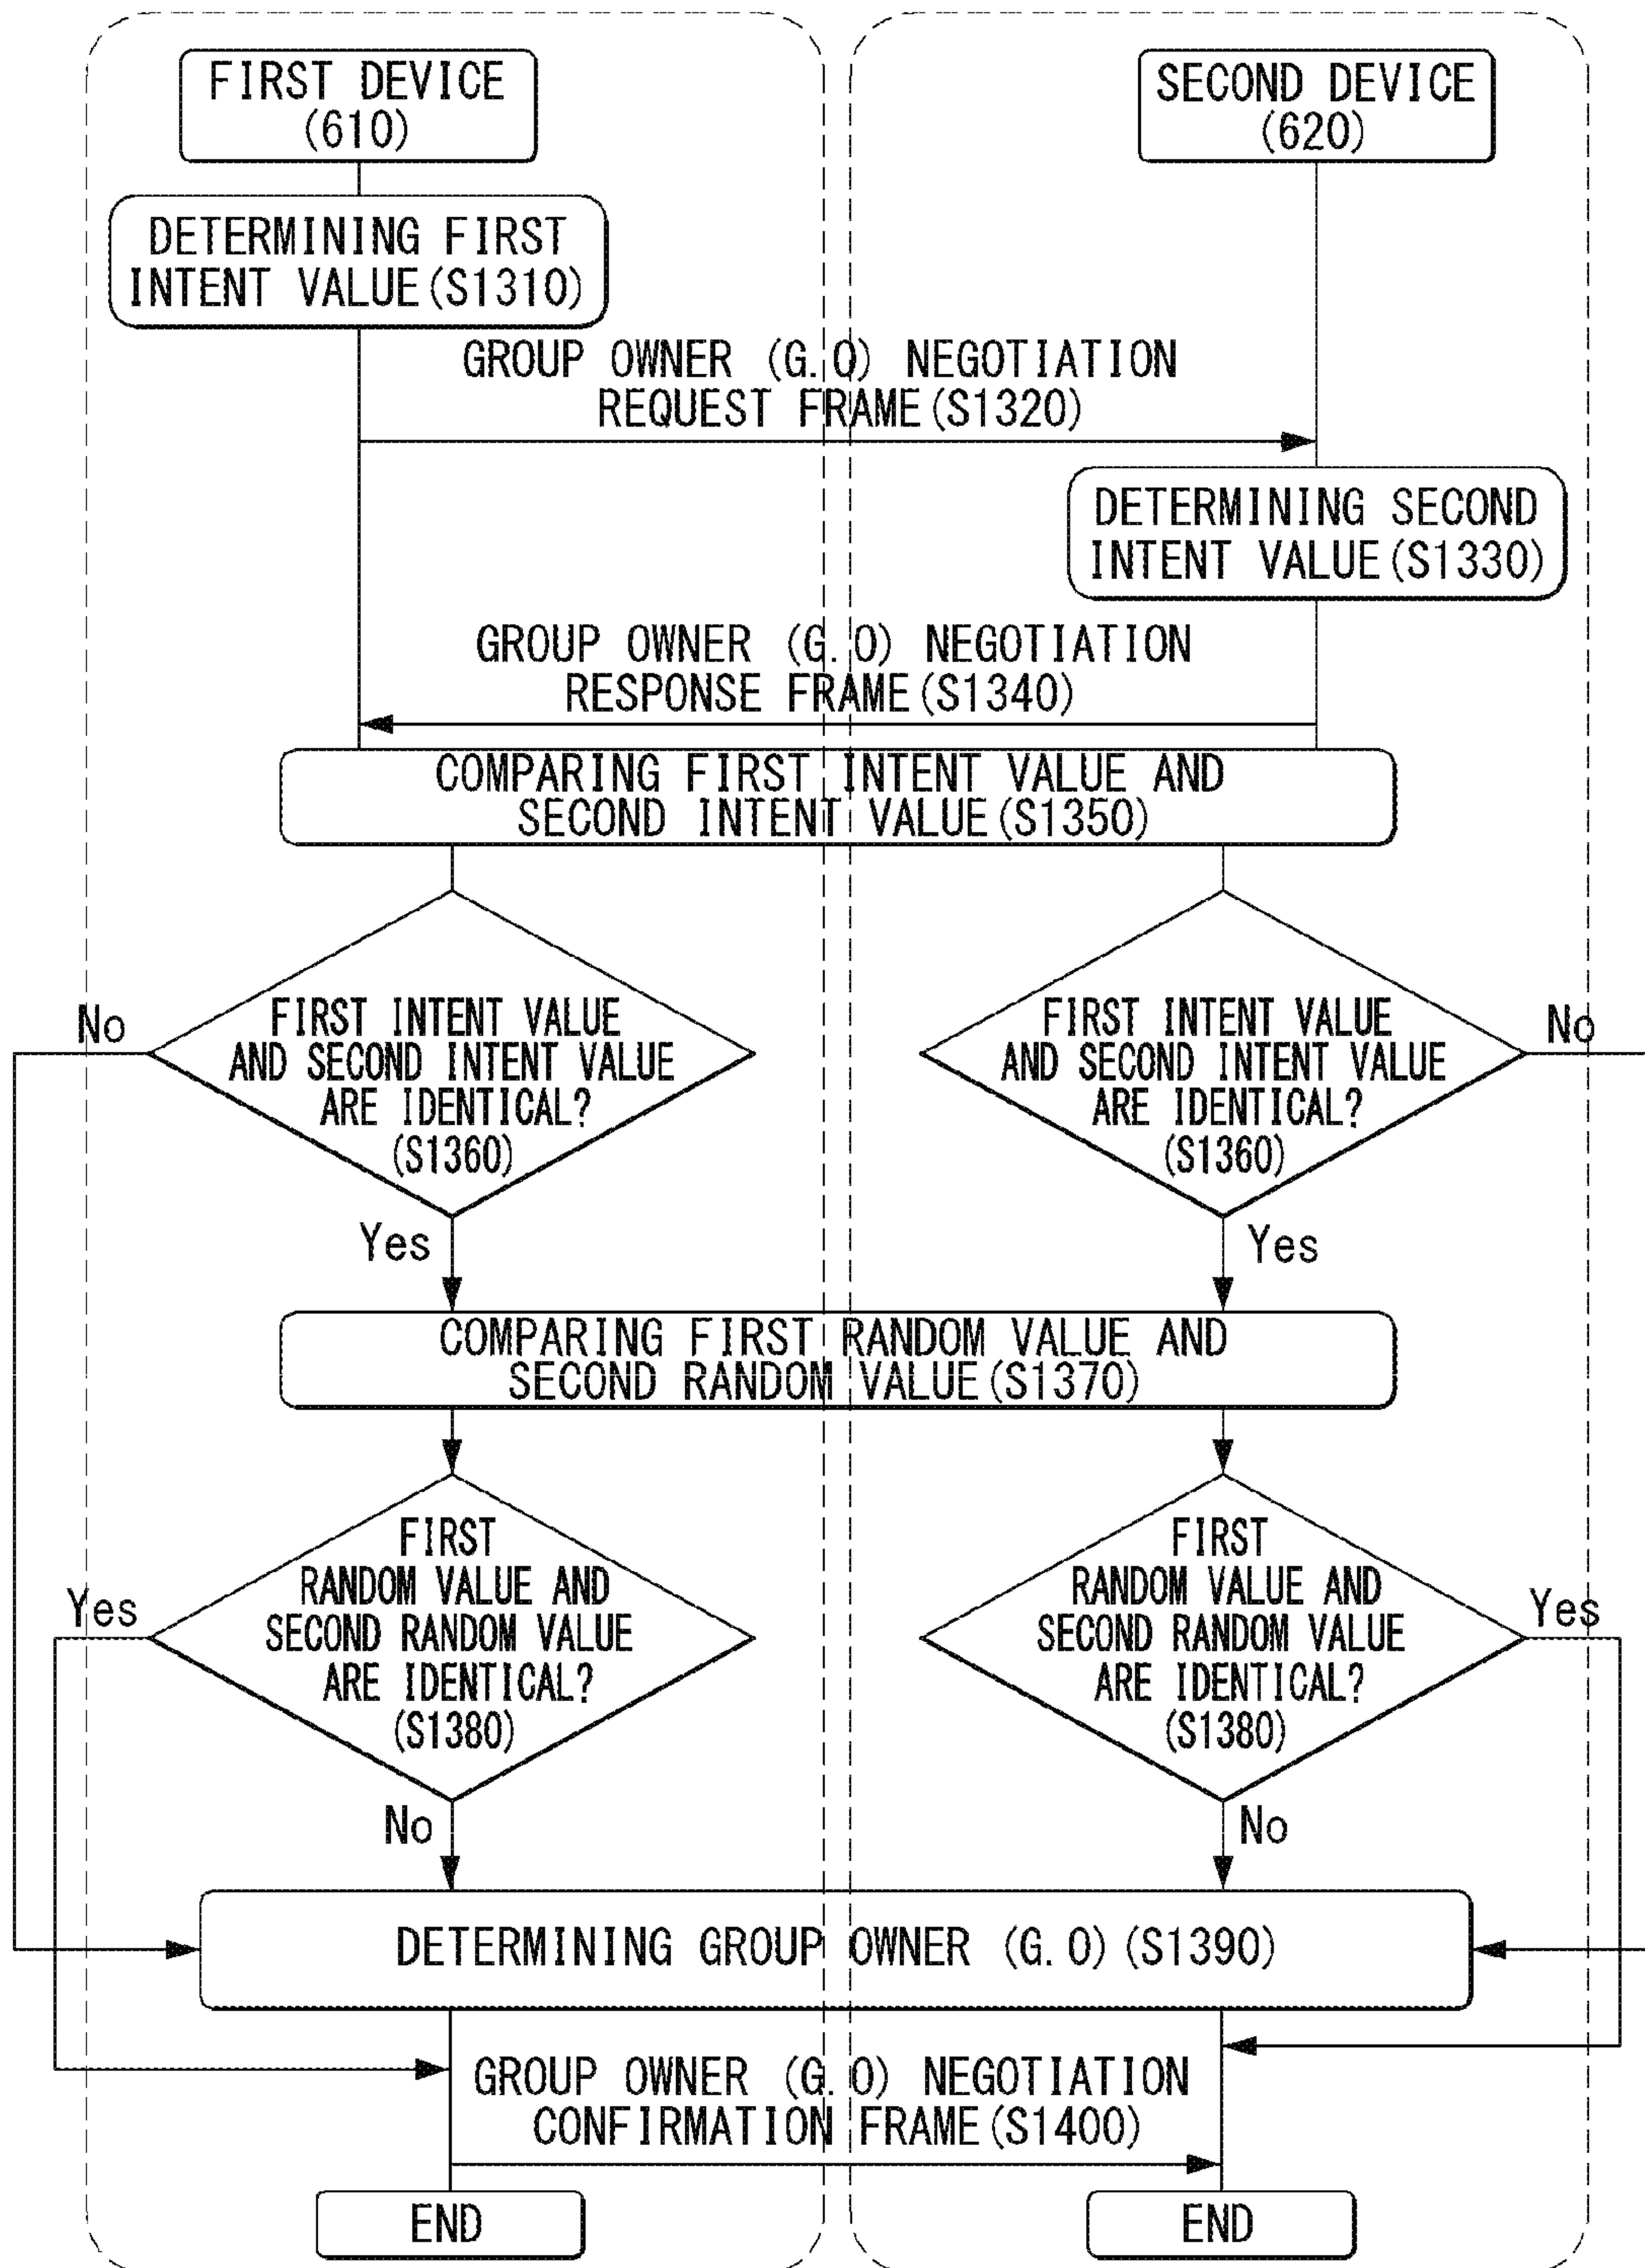 FIRST DEVICE
(610)
SECOND DEVICE
(620)
DETERMINING FIRST
INTENT VALUE(S1310)
GROUP OWNER (G.O) NEGOTIATION
REQUEST FRAME(S1320)
DETERMINING SECOND
INTENT VALUE(S1330)
GROUP OWNER (G.O) NEGOTIATION
RESPONSE FRAME(S1340)
COMPARING FIRST INTENT VALUE AND
SECOND INTENT VALUE(S1350)
No
FIRST INTENT VALUE
AND SECOND INTENT VALUE
ARE IDENTICAL?
(S1360)
Yes
FIRST INTENT VALUE
AND SECOND INTENT VALUE
ARE IDENTICAL?
(S1360)
No
Yes
COMPARING FIRST RANDOM VALUE AND
SECOND RANDOM VALUE(S1370)
Yes
FIRST
RANDOM VALUE AND
SECOND RANDOM VALUE
ARE IDENTICAL?
(S1380)
No
FIRST
RANDOM VALUE AND
SECOND RANDOM VALUE
ARE IDENTICAL?
(S1380)
Yes
No
DETERMINING GROUP OWNER (G.O)(S1390)
GROUP OWNER (G.O) NEGOTIATION
CONFIRMATION FRAME(S1400)
END
END